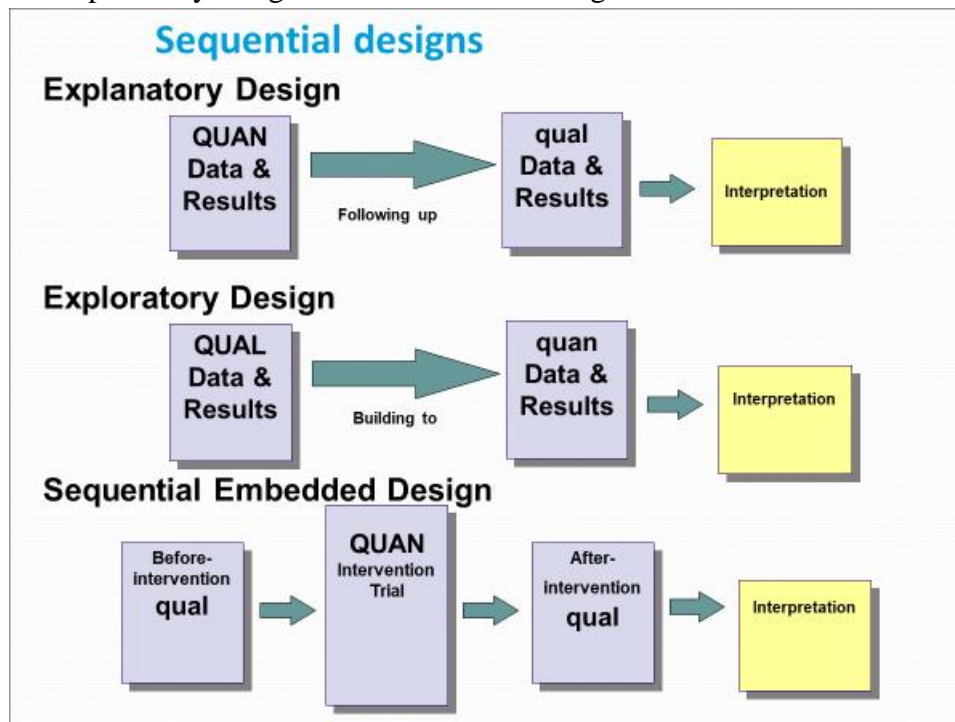 Sequential designs
Explanatory Design
QUAN
Data &
Results
Following up
qual
Data &
Results
Interpretation
Exploratory Design
QUAL
Data &
Results
Building to
quan
Data &
Results
Interpretation
Sequential Embedded Design
Before-
intervention
qual
QUAN
Intervention
Trial
After-
intervention
qual
Interpretation